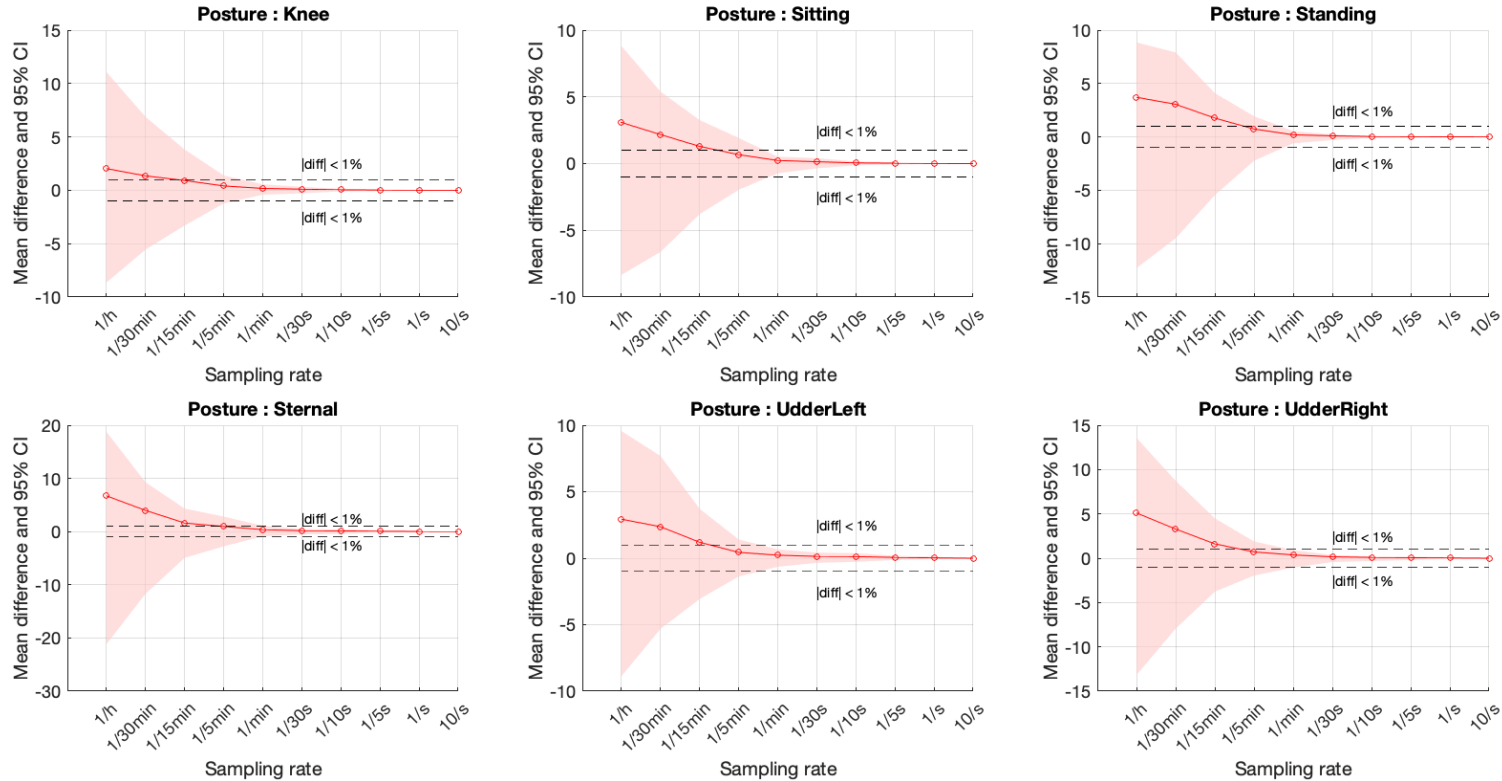 Posture : Knee
Mean difference and 95% CI
15
10
5
0
-5
-10
|diff| < 1%
|diff| < 1%
1/h
1/30min
1/15min
1/5min
1/min
1/30s
1/10s
1/5s
1/s
10/s
Sampling rate
Posture : Sitting
Mean difference and 95% CI
10
5
0
-5
-10
|diff| < 1%
|diff| < 1%
1/h
1/30min
1/15min
1/5min
1/min
1/30s
1/10s
1/5s
1/s
10/s
Sampling rate
Posture : Standing
Mean difference and 95% CI
10
5
0
-5
-10
-15
|diff| < 1%
|diff| < 1%
1/h
1/30min
1/15min
1/5min
1/min
1/30s
1/10s
1/5s
1/s
10/s
Sampling rate
Posture : Sternal
Mean difference and 95% CI
20
10
0
-10
-20
-30
|diff| < 1%
|diff| < 1%
1/h
1/30min
1/15min
1/5min
1/min
1/30s
1/10s
1/5s
1/s
10/s
Sampling rate
Posture : UdderLeft
Mean difference and 95% CI
10
5
0
-5
-10
|diff| < 1%
|diff| < 1%
1/h
1/30min
1/15min
1/5min
1/min
1/30s
1/10s
1/5s
1/s
10/s
Sampling rate
Posture : UdderRight
Mean difference and 95% CI
15
10
5
0
-5
-10
-15
|diff| < 1%
|diff| < 1%
1/h
1/30min
1/15min
1/5min
1/min
1/30s
1/10s
1/5s
1/s
10/s
Sampling rate